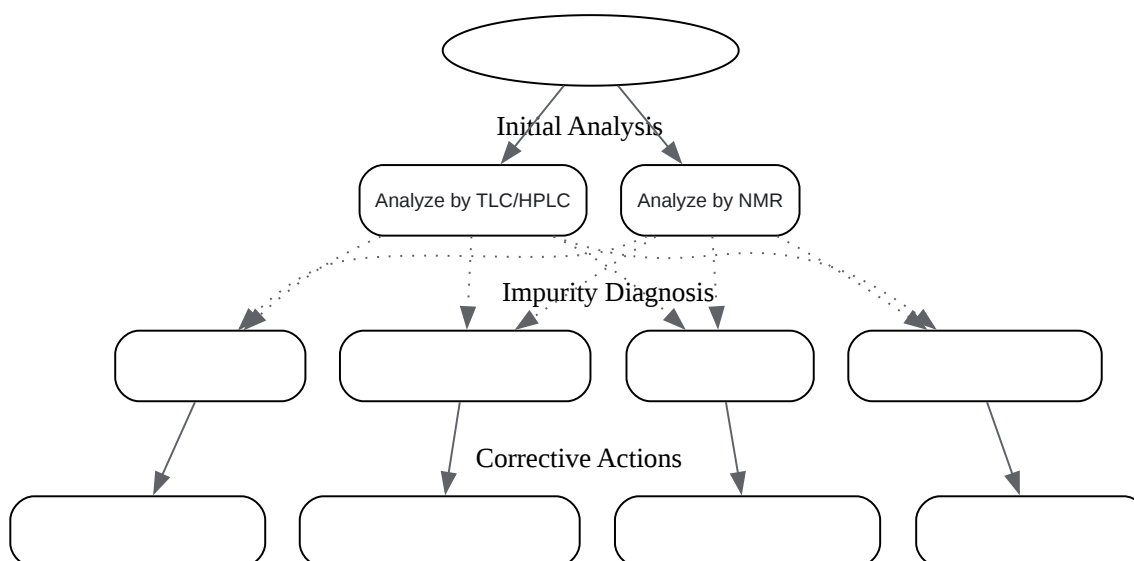 Initial Analysis
Analyze by TLC/HPLC
Analyze by NMR
Impurity Diagnosis
Corrective Actions